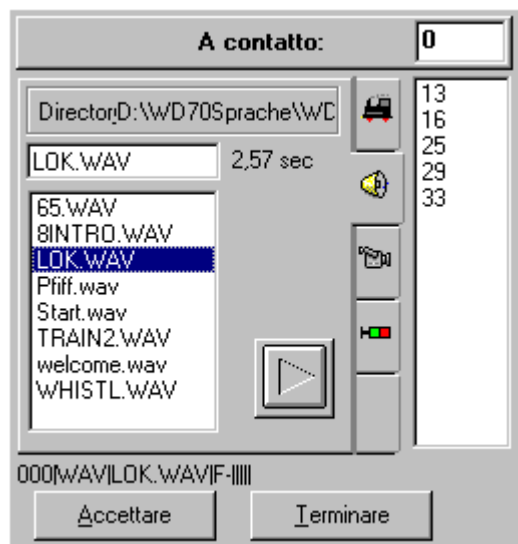 A contatto:
0
Director,D:\WD70Sprache\WD
LOK.WAV
2,57 sec
65.WAV
8INTRO.WAV
LOK.WAV
Pfiff.wav
Start.wav
TRAIN2.WAV
welcome.wav
WHISTL.WAV
13
16
25
29
33
000|WAV|LOK.WAV|F-|||||
Accettare
Terminare